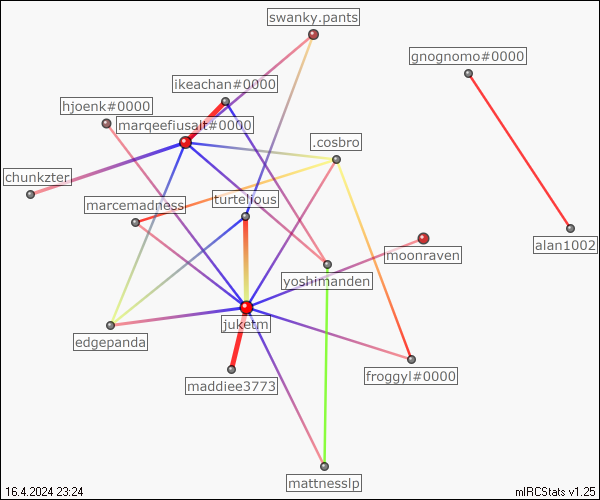 swanky.pants
gnognomo#0000
ikeachan#0000
hjoenk#0000
marqeefiusalt#0000
.cosbro
chunkzter
marcemadness
turtelious
alan1002
moonraven
yoshimanden
juketm
edgepanda
froggyl#0000
maddiee3773
mattnesslp
16.4.2024 23:24
mIRCStats v1.25